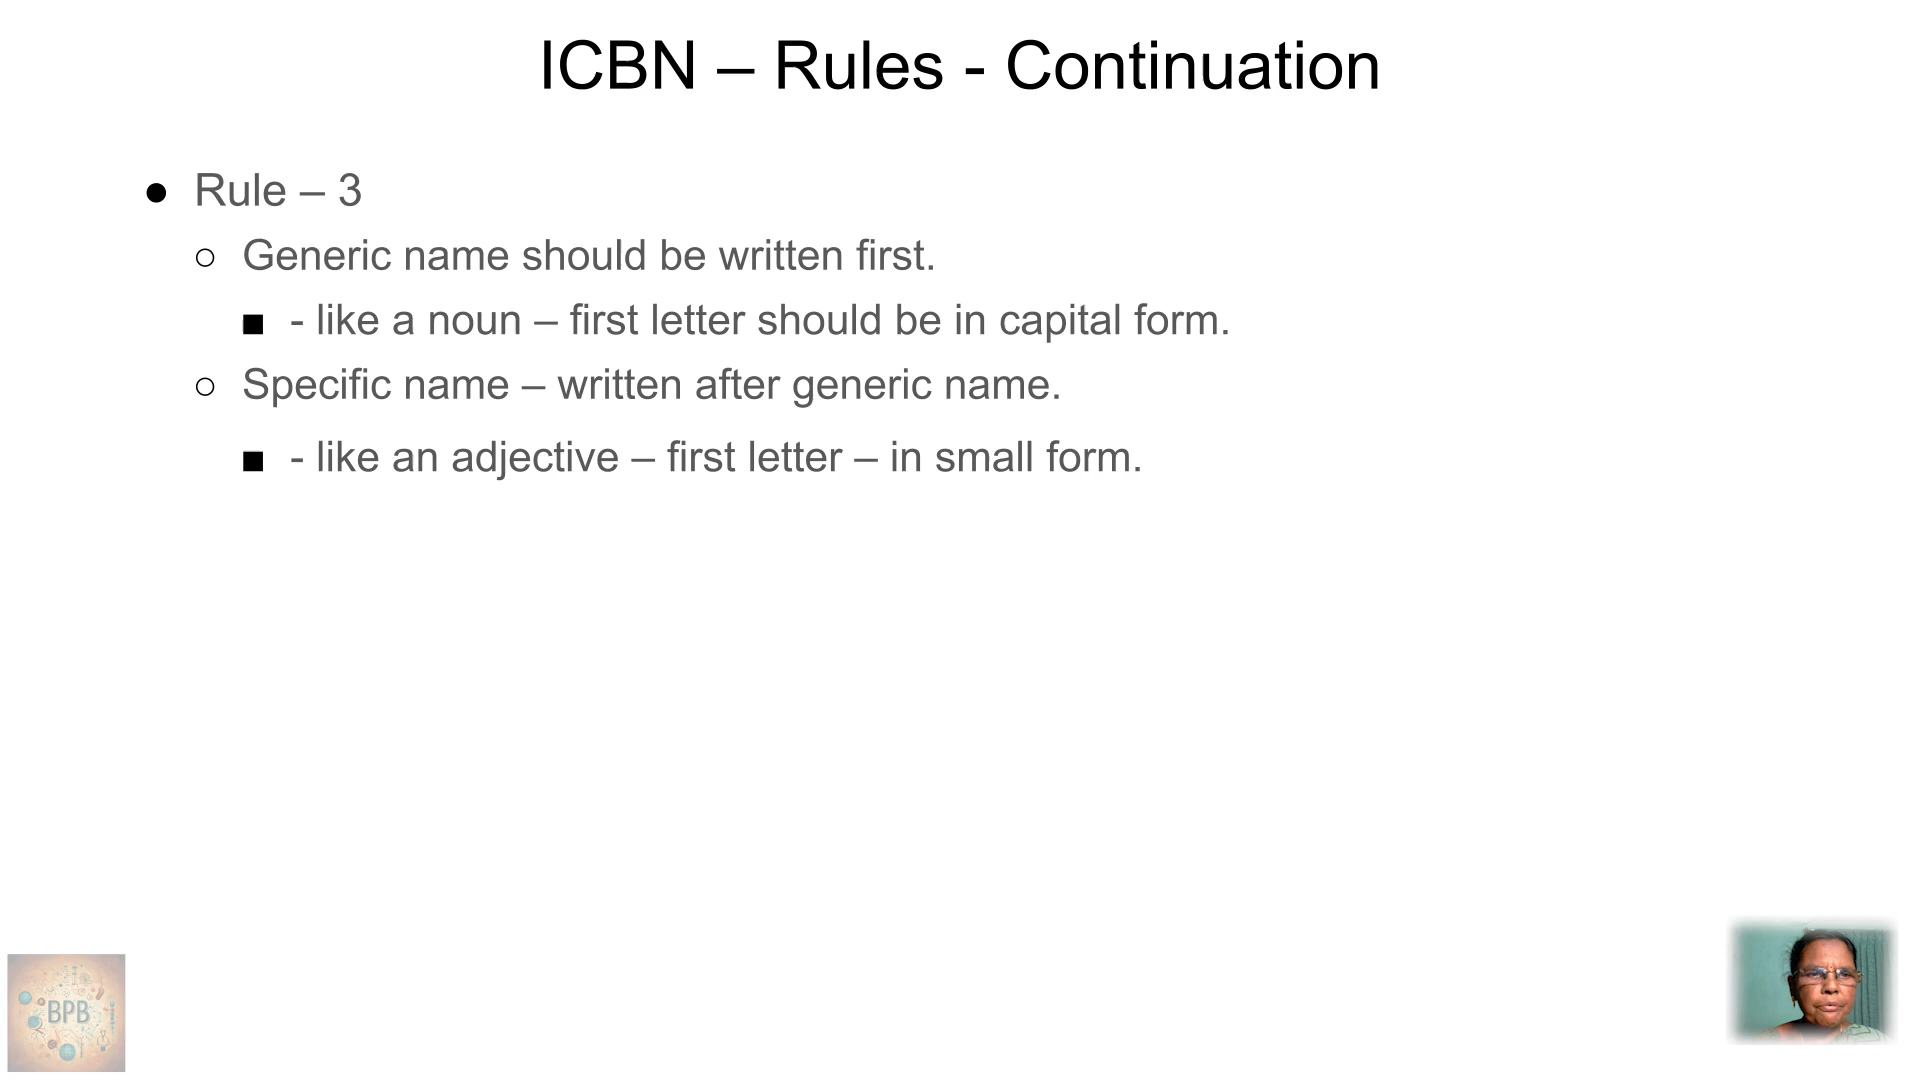 ICBN – Rules - Continuation
● Rule – 3
○ Generic name should be written first.
■ - like a noun – first letter should be in capital form.
○ Specific name – written after generic name.
■ - like an adjective – first letter – in small form.
BPB